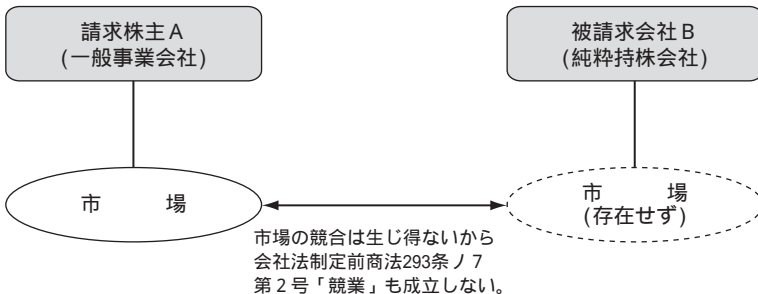 請求株主A
(一般事業会社)
被請求会社B
(純粋持株会社)
市　　場
市　　場
(存在せず)
市場の競合は生じ得ないから
会社法制定前商法293条ノ7
第2号「競業」も成立しない。